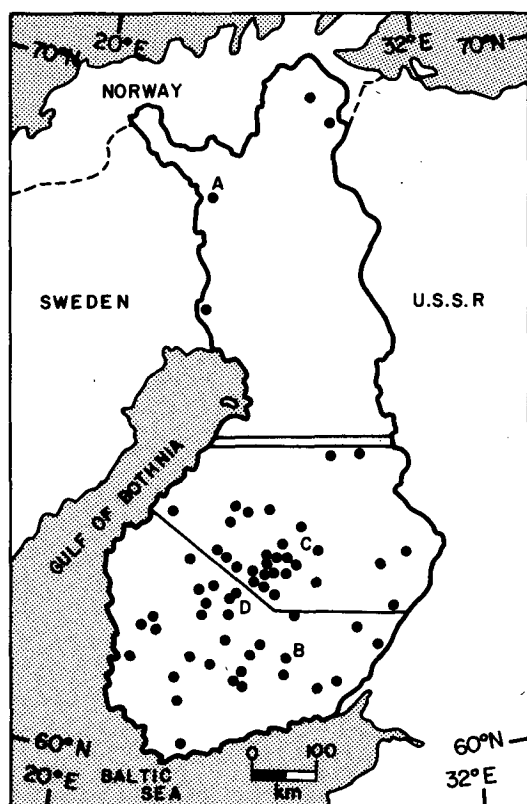 20°E
32°E
70°N
70°N
NORWAY
A
SWEDEN
U.S.S.R
GULF OF BOTHNIA
C
D
B
60°N
60°N
0 100
km
20°E
BALTIC
SEA
32°E